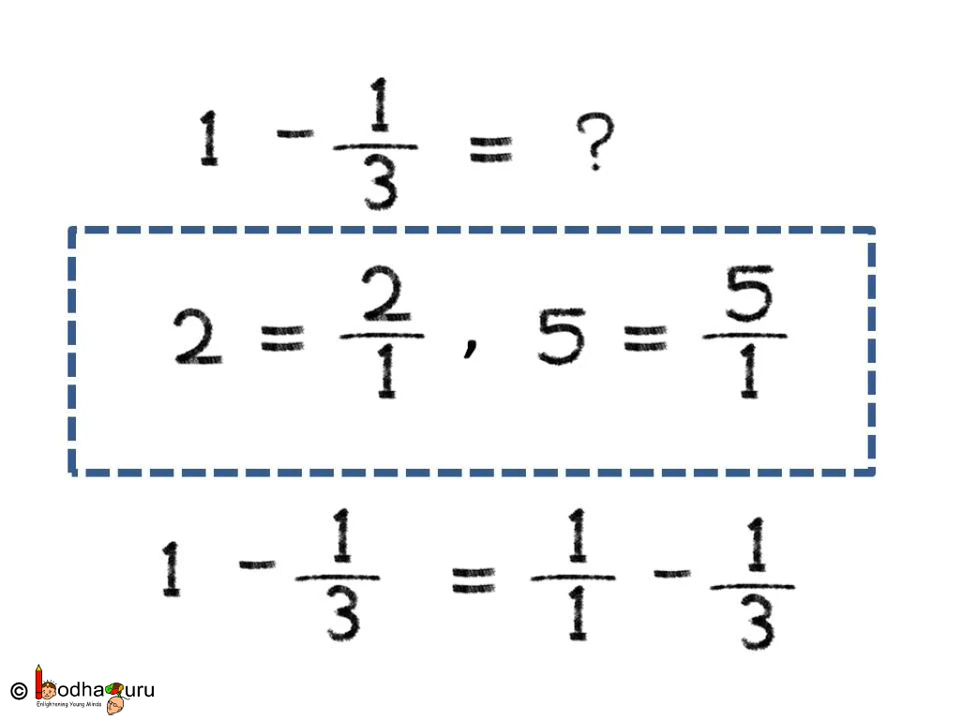 1 - 1/3 = ?
2 = 2/1 , 5 = 5/1
1 - 1/3 = 1/1 - 1/3
© bodhaguru
Enlightening Young Minds